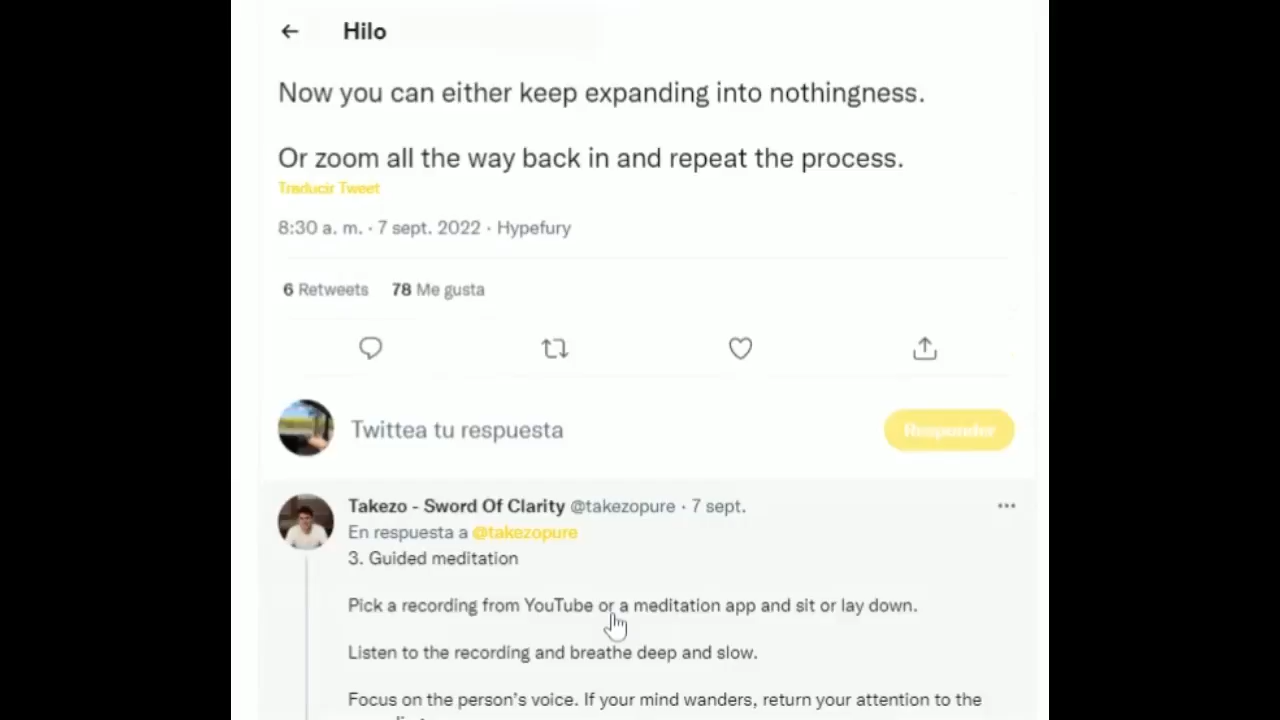 Hilo
Now you can either keep expanding into nothingness.
Or zoom all the way back in and repeat the process.
Traducir Tweet
8:30 a. m. · 7 sept. 2022 · Hypefury
6 Retweets 78 Me gusta
Twittea tu respuesta
Responder
Takezo - Sword Of Clarity @takezopure · 7 sept.
En respuesta a @takezopure
3. Guided meditation
Pick a recording from YouTube or a meditation app and sit or lay down.
Listen to the recording and breathe deep and slow.
Focus on the person's voice. If your mind wanders, return your attention to the